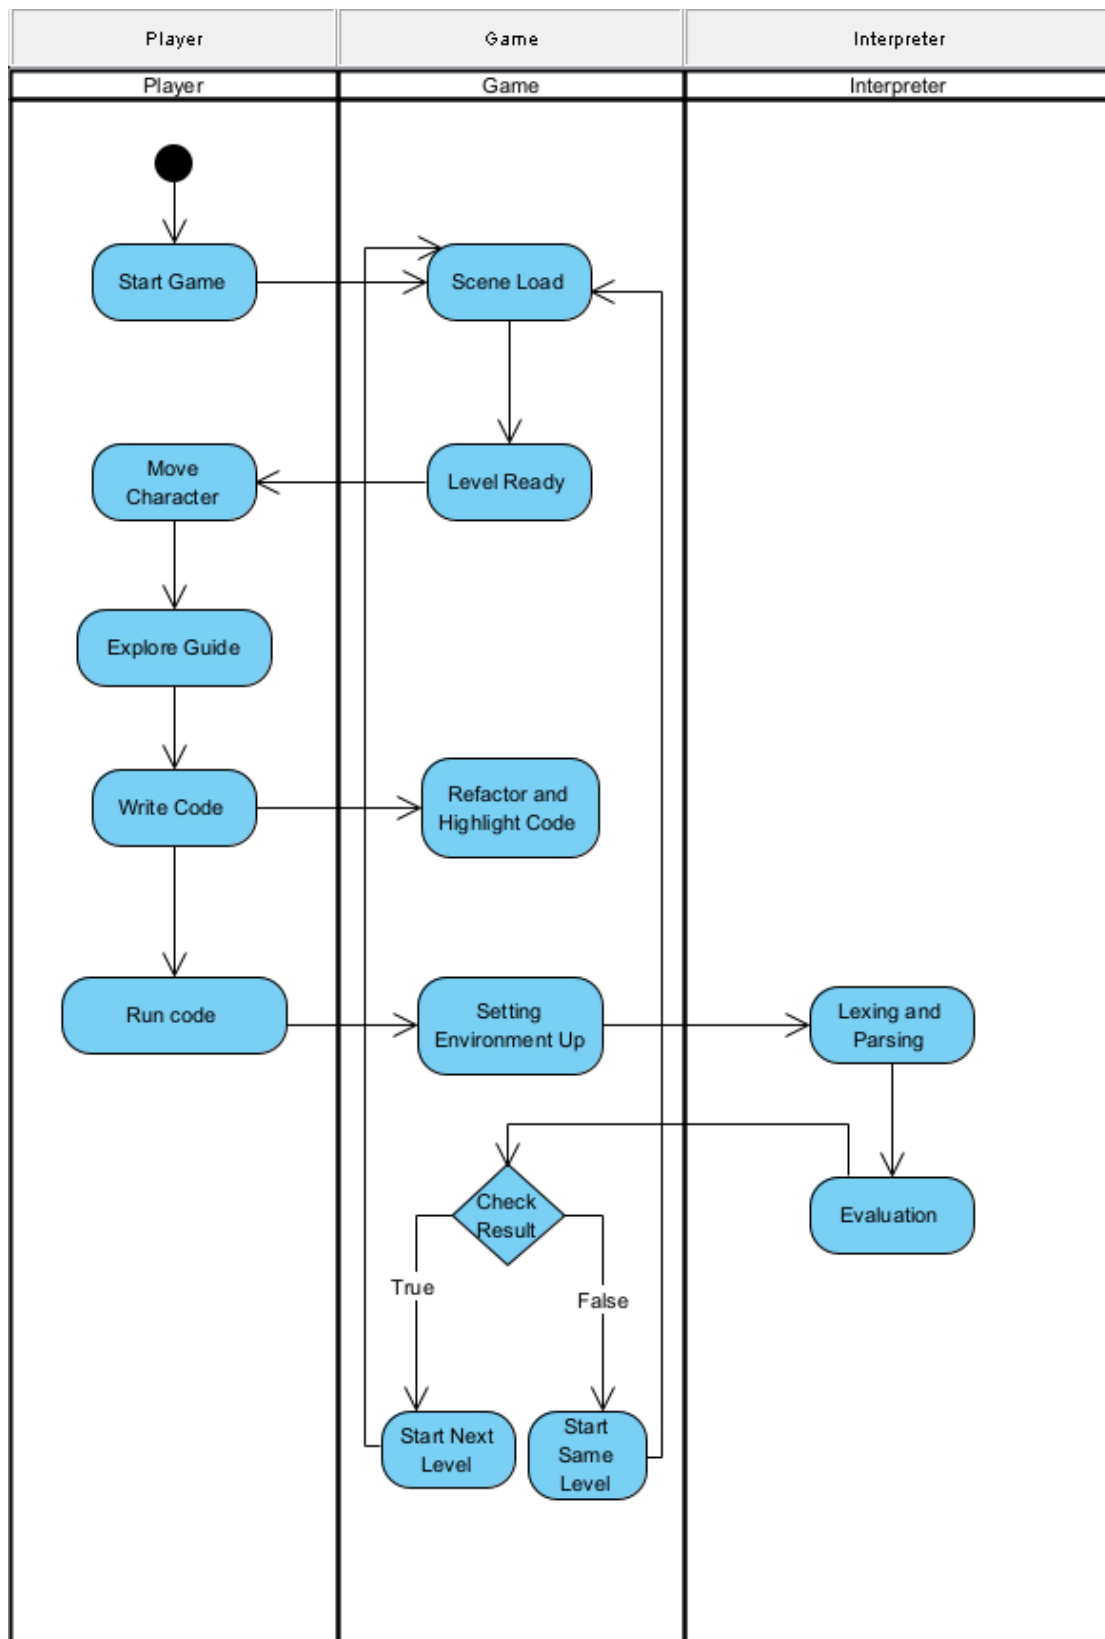 Player
Game
Interpreter
Player
Game
Interpreter
Start Game
Scene Load
Move
Character
Level Ready
Explore Guide
Write Code
Refactor and
Highlight Code
Run code
Setting
Environment Up
Lexing and
Parsing
Check
Result
Evaluation
True
False
Start Next
Level
Start
Same
Level